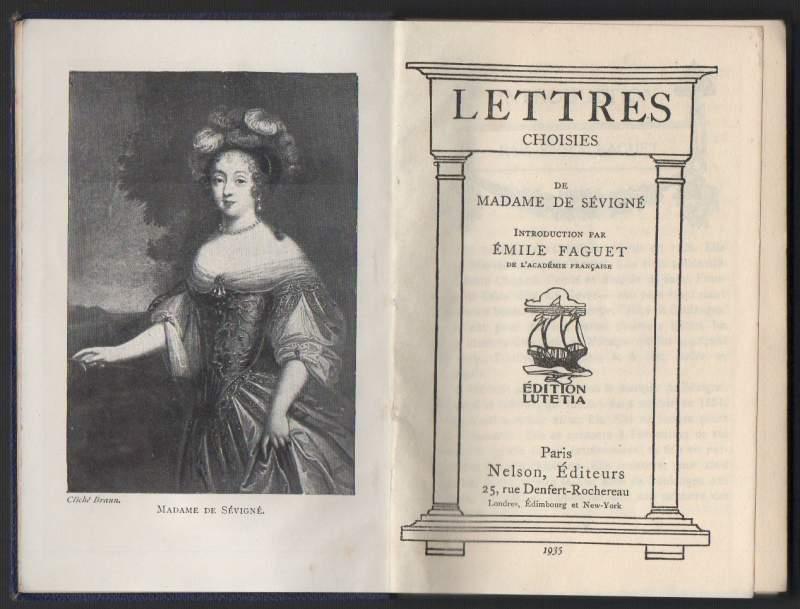 Cliché Braun.
MADAME DE SÉVIGNÉ.
LETTRES
CHOISIES
DE
MADAME DE SÉVIGNÉ
INTRODUCTION PAR
ÉMILE FAGUET
DE L'ACADÉMIE FRANÇAISE
ÉDITION
LUTETIA
Paris
Nelson, Éditeurs
25, rue Denfert-Rochereau
Londres, Édimbourg et New-York
1935